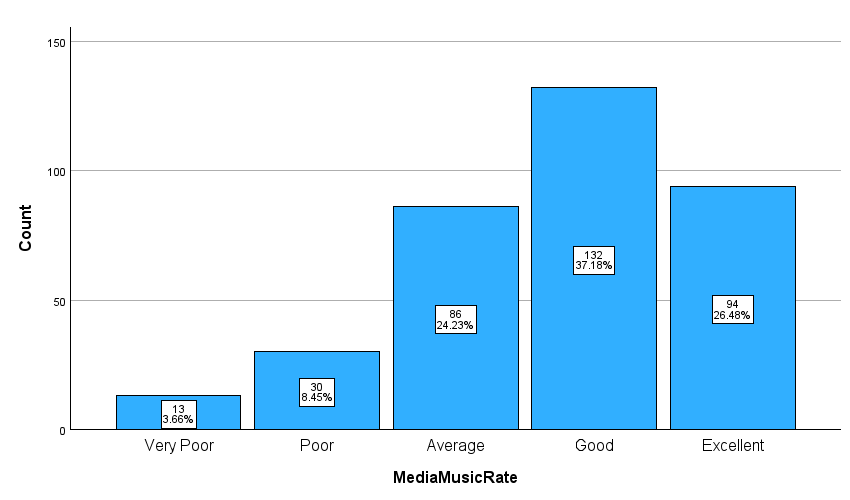 150
100
50
0
Count
13
3.66%
30
8.45%
86
24.23%
132
37.18%
94
26.48%
Very Poor
Poor
Average
Good
Excellent
MediaMusicRate